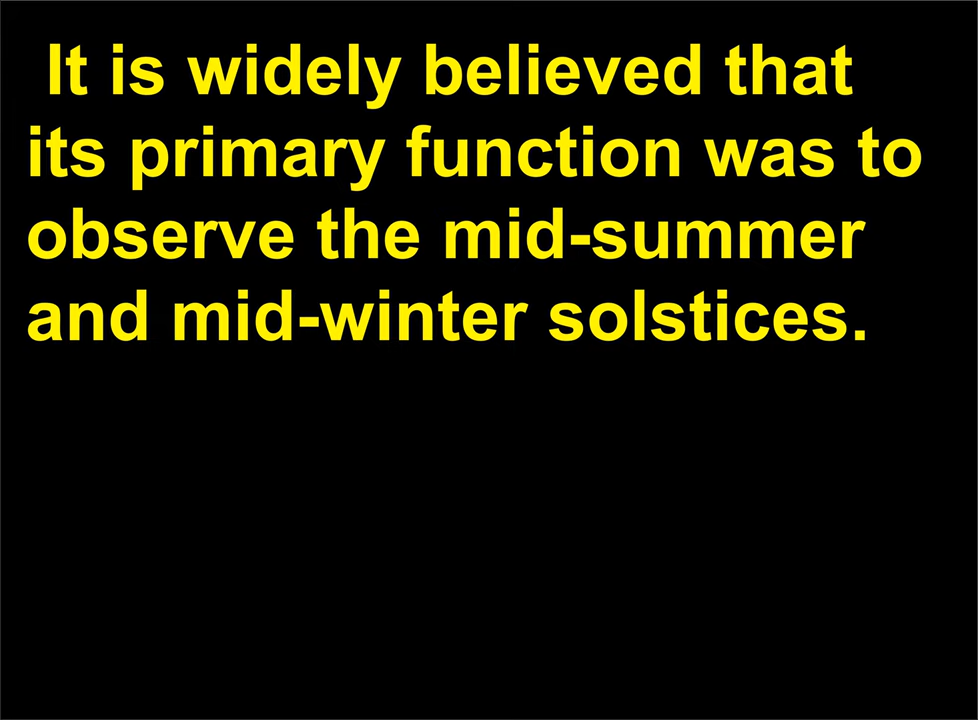 It is widely believed that
its primary function was to
observe the mid-summer
and mid-winter solstices.